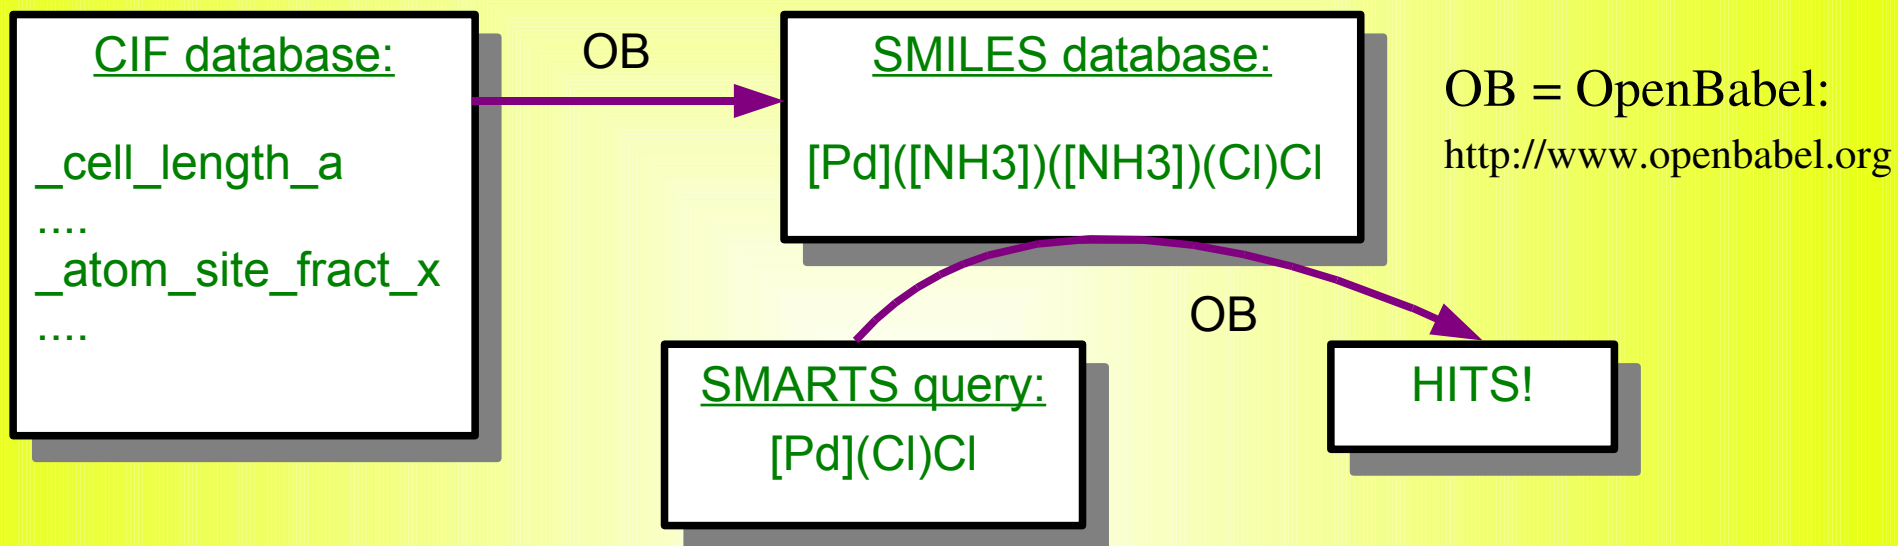 CIF database:
_cell_length_a
....
_atom_site_fract_x
....
OB
SMILES database:
[Pd]([NH3])([NH3])(Cl)Cl
OB = OpenBabel:
http://www.openbabel.org
SMARTS query:
[Pd](Cl)Cl
OB
HITS!